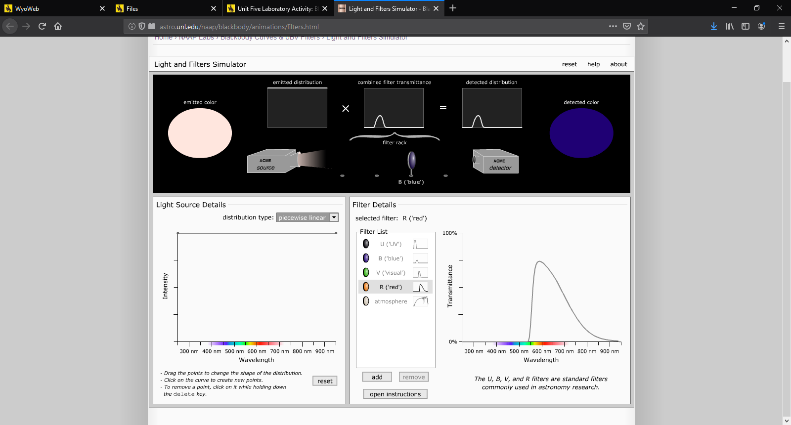 WyoWeb
Files
Unit Five Laboratory Activity:
Light and Filters Simulator -
astro.unl.edu/naap/blackbody/animations/filters.html
Home › NAAP Labs › Blackbody Curves & UBV Filters › Light and Filters Simulator
Light and Filters Simulator
reset help about
emitted distribution
combined filter transmittance
detected distribution
emitted color
detected color
×
=
filter rack
source
detector
B ('blue')
Light Source Details
distribution type: piecewise linear
Intensity
300 nm 400 nm 500 nm 600 nm 700 nm 800 nm 900 nm
Wavelength
- Drag the points to change the shape of the distribution.
- Click on the curve to create new points.
- To remove a point, click on it while holding down
the delete key.
reset
Filter Details
selected filter: R ('red')
Filter List
U ('UV')
B ('blue')
V ('visual')
R ('red')
atmosphere
add
remove
open instructions
100%
Transmittance
0%
300 nm 400 nm 500 nm 600 nm 700 nm 800 nm 900 nm
Wavelength
The U, B, V, and R filters are standard filters
commonly used in astronomy research.